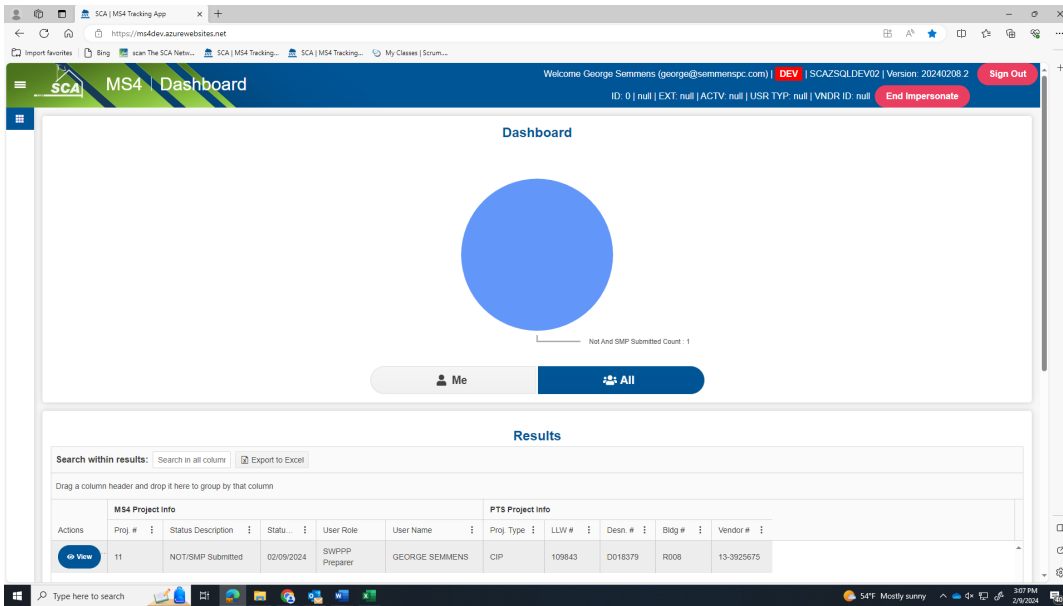 SCA | MS4 Tracking App
https://ms4dev.azurewebsites.net
Import favorites
Bing
scan The SCA Netw...
SCA | MS4 Tracking...
SCA | MS4 Tracking...
My Classes | Scrum....
SCA
MS4 | Dashboard
Welcome George Semmens (george@semmenspc.com) | DEV | SCAZSQLDEV02 | Version: 20240208.2
Sign Out
ID: 0 | null | EXT: null | ACTV: null | USR TYP: null | VNDR ID: null
End Impersonate
Dashboard
Not And SMP Submitted Count : 1
Me
All
Results
Search within results:
Search in all colum
Export to Excel
Drag a column header and drop it here to group by that column
MS4 Project Info
PTS Project Info
Actions
Proj. #
Status Description
Statu...
User Role
User Name
Proj. Type
LLW #
Desn. #
Bldg #
Vendor #
View
11
NOT/SMP Submitted
02/09/2024
SWPPP
Preparer
GEORGE SEMMENS
CIP
109843
D018379
R008
13-3925675
Type here to search
54°F Mostly sunny
3:07 PM
2/9/2024